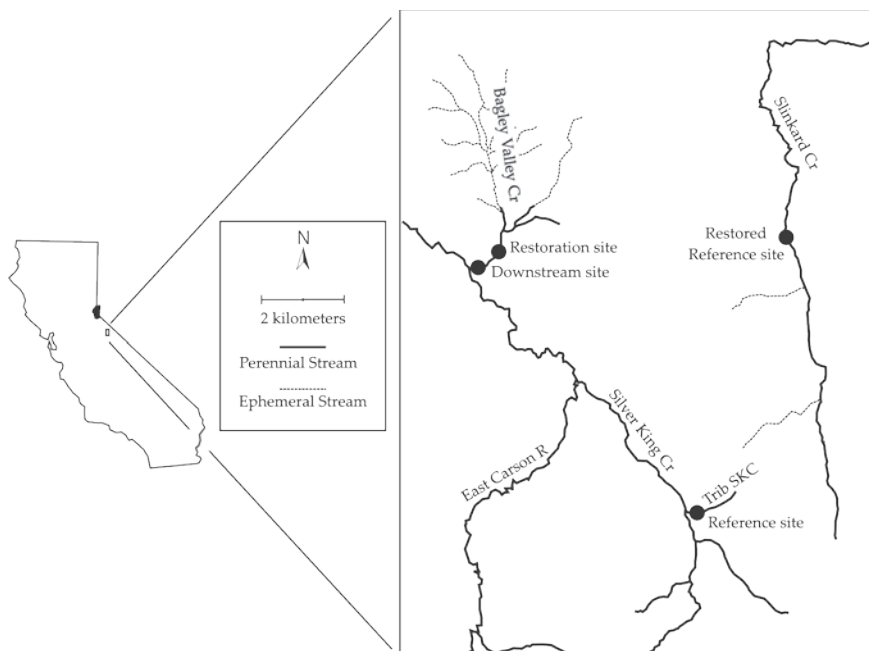 N
2 kilometers
Perennial Stream
Ephemeral Stream
Bagley Valley Cr
Slinkard Cr
Restoration site
Downstream site
Restored
Reference site
Silver King Cr
East Carson R
Trib SKC
Reference site